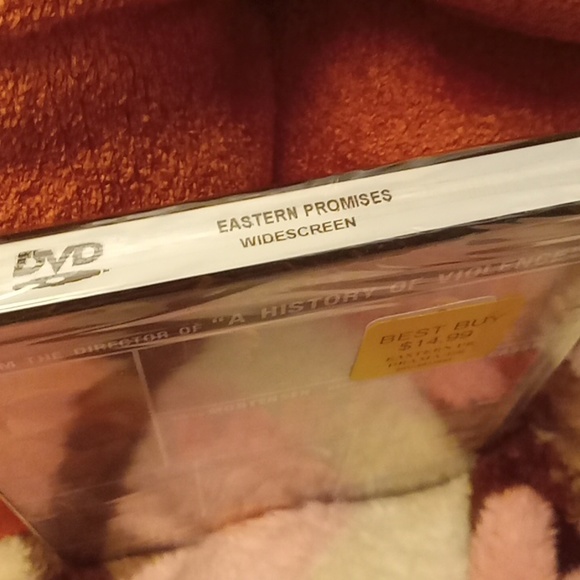 DVD
EASTERN PROMISES
WIDESCREEN
M THE DIRECTOR OF "A HISTORY OF VIOLENCE"
BEST BUY
$14.99